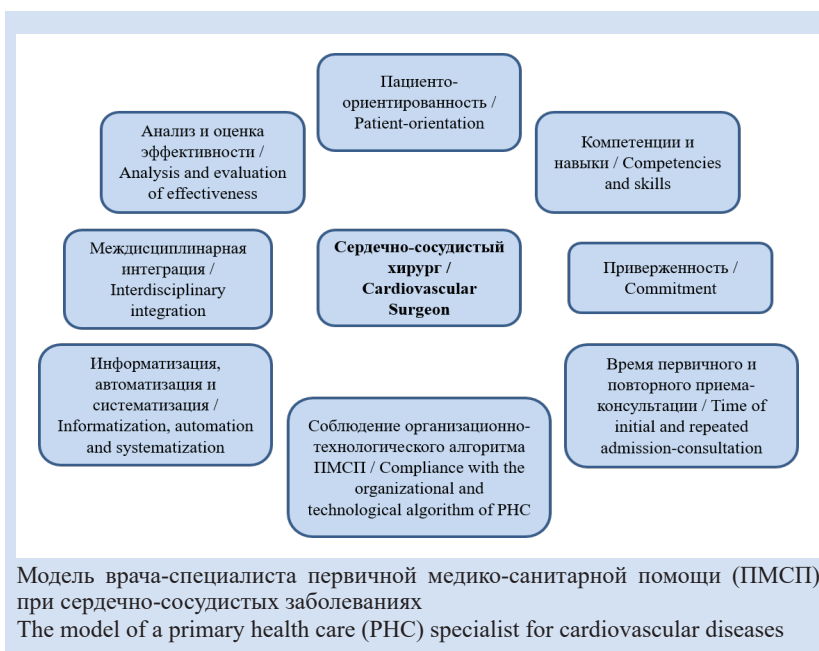 Пациенто-
ориентированность /
Patient-orientation
Анализ и оценка
эффективности /
Analysis and evaluation
of effectiveness
Компетенции и
навыки / Competencies
and skills
Междисциплинарная
интеграция /
Interdisciplinary
integration
Сердечно-сосудистый
хирург /
Cardiovascular
Surgeon
Приверженность /
Commitment
Информатизация,
автоматизация и
систематизация /
Informatization, automation
and systematization
Соблюдение организационно-
технологического алгоритма
ПМСП / Compliance with the
organizational and
technological algorithm of PHC
Время первичного и
повторного приема-
консультации / Time of
initial and repeated
admission-consultation
Модель врача-специалиста первичной медико-санитарной помощи (ПМСП)
при сердечно-сосудистых заболеваниях
The model of a primary health care (PHC) specialist for cardiovascular diseases